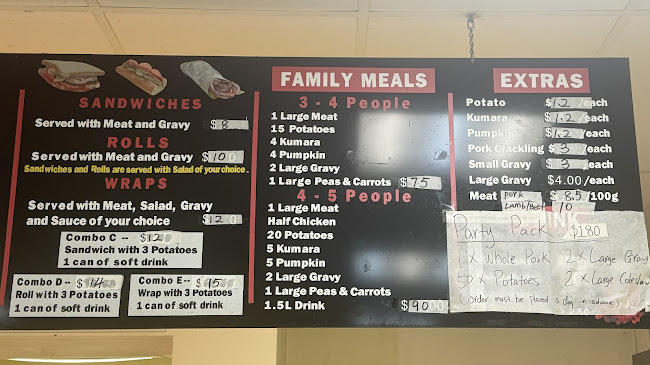 SANDWICHES
Served with Meat and Gravy $8
ROLLS
Served with Meat and Gravy $10
Sandwiches and Rolls are served with Salad of your choice.
WRAPS
Served with Meat, Salad, Gravy
and Sauce of your choice $12
Combo C -- $12
Sandwich with 3 Potatoes
1 can of soft drink
Combo D -- $14
Roll with 3 Potatoes
1 can of soft drink
Combo E -- $15
Wrap with 3 Potatoes
1 can of soft drink
FAMILY MEALS
3 - 4 People
1 Large Meat
15 Potatoes
4 Kumara
4 Pumpkin
2 Large Gravy
1 Large Peas & Carrots $75
4 - 5 People
1 Large Meat
Half Chicken
20 Potatoes
5 Kumara
5 Pumpkin
2 Large Gravy
1 Large Peas & Carrots
1.5L Drink $90
EXTRAS
Potato $1.2/each
Kumara $1.2/each
Pumpkin $1.2/each
Pork Crackling $3/each
Small Gravy $3/each
Large Gravy $4.00/each
Meat Pork $8.5/100g
Lamb/Beef 10
Party Pack $180
1 x Whole Pork 2 x Large Gravy
50 x Potatoes 2 x Large Coleslaw
(order must be placed a day in advance)